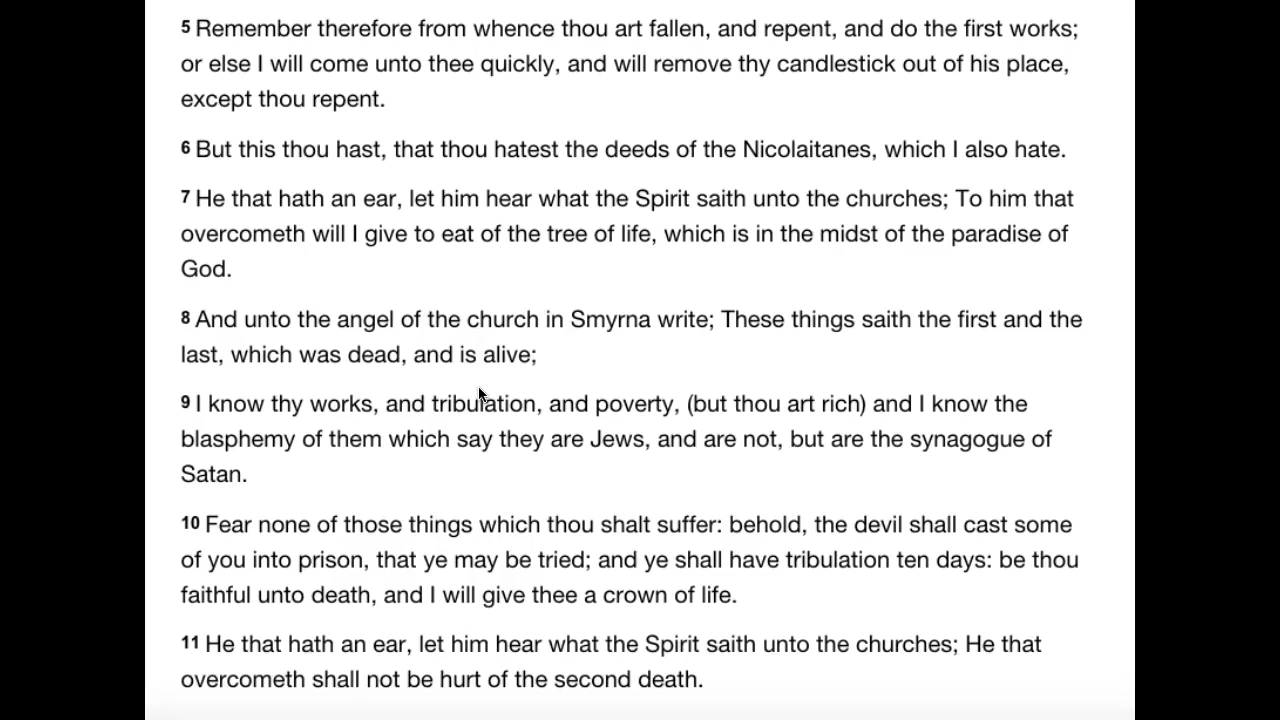 5 Remember therefore from whence thou art fallen, and repent, and do the first works;
or else I will come unto thee quickly, and will remove thy candlestick out of his place,
except thou repent.
6 But this thou hast, that thou hatest the deeds of the Nicolaitanes, which I also hate.
7 He that hath an ear, let him hear what the Spirit saith unto the churches; To him that
overcometh will I give to eat of the tree of life, which is in the midst of the paradise of
God.
8 And unto the angel of the church in Smyrna write; These things saith the first and the
last, which was dead, and is alive;
9 I know thy works, and tribulation, and poverty, (but thou art rich) and I know the
blasphemy of them which say they are Jews, and are not, but are the synagogue of
Satan.
10 Fear none of those things which thou shalt suffer: behold, the devil shall cast some
of you into prison, that ye may be tried; and ye shall have tribulation ten days: be thou
faithful unto death, and I will give thee a crown of life.
11 He that hath an ear, let him hear what the Spirit saith unto the churches; He that
overcometh shall not be hurt of the second death.